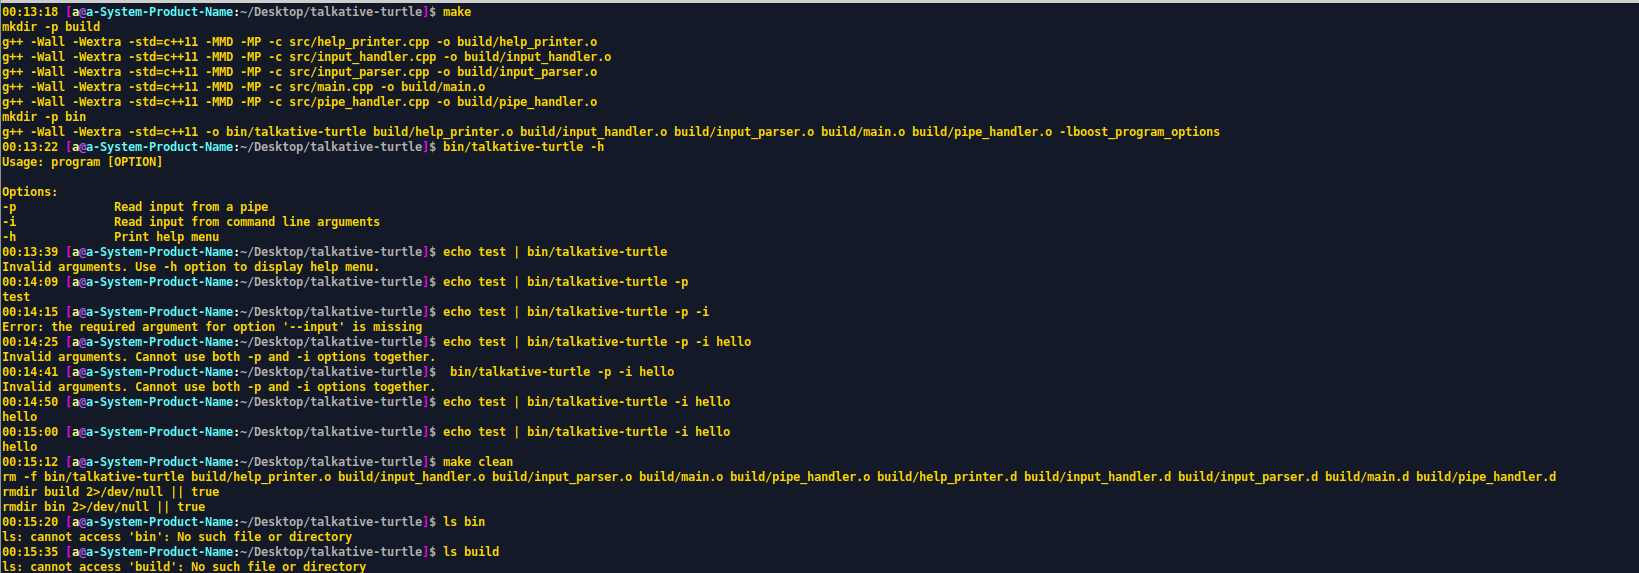 00:13:18 [a@a-System-Product-Name:~/Desktop/talkative-turtle]$ make
mkdir -p build
g++ -Wall -Wextra -std=c++11 -MMD -MP -c src/help_printer.cpp -o build/help_printer.o
g++ -Wall -Wextra -std=c++11 -MMD -MP -c src/input_handler.cpp -o build/input_handler.o
g++ -Wall -Wextra -std=c++11 -MMD -MP -c src/input_parser.cpp -o build/input_parser.o
g++ -Wall -Wextra -std=c++11 -MMD -MP -c src/main.cpp -o build/main.o
g++ -Wall -Wextra -std=c++11 -MMD -MP -c src/pipe_handler.cpp -o build/pipe_handler.o
mkdir -p bin
g++ -Wall -Wextra -std=c++11 -o bin/talkative-turtle build/help_printer.o build/input_handler.o build/input_parser.o build/main.o build/pipe_handler.o -lboost_program_options
00:13:22 [a@a-System-Product-Name:~/Desktop/talkative-turtle]$ bin/talkative-turtle -h
Usage: program [OPTION]

Options:
-p              Read input from a pipe
-i              Read input from command line arguments
-h              Print help menu
00:13:39 [a@a-System-Product-Name:~/Desktop/talkative-turtle]$ echo test | bin/talkative-turtle
Invalid arguments. Use -h option to display help menu.
00:14:09 [a@a-System-Product-Name:~/Desktop/talkative-turtle]$ echo test | bin/talkative-turtle -p
test
00:14:15 [a@a-System-Product-Name:~/Desktop/talkative-turtle]$ echo test | bin/talkative-turtle -p -i
Error: the required argument for option '--input' is missing
00:14:25 [a@a-System-Product-Name:~/Desktop/talkative-turtle]$ echo test | bin/talkative-turtle -p -i hello
Invalid arguments. Cannot use both -p and -i options together.
00:14:41 [a@a-System-Product-Name:~/Desktop/talkative-turtle]$  bin/talkative-turtle -p -i hello
Invalid arguments. Cannot use both -p and -i options together.
00:14:50 [a@a-System-Product-Name:~/Desktop/talkative-turtle]$ echo test | bin/talkative-turtle -i hello
hello
00:15:00 [a@a-System-Product-Name:~/Desktop/talkative-turtle]$ echo test | bin/talkative-turtle -i hello
hello
00:15:12 [a@a-System-Product-Name:~/Desktop/talkative-turtle]$ make clean
rm -f bin/talkative-turtle build/help_printer.o build/input_handler.o build/input_parser.o build/main.o build/pipe_handler.o build/help_printer.d build/input_handler.d build/input_parser.d build/main.d build/pipe_handler.d
rmdir build 2>/dev/null || true
rmdir bin 2>/dev/null || true
00:15:20 [a@a-System-Product-Name:~/Desktop/talkative-turtle]$ ls bin
ls: cannot access 'bin': No such file or directory
00:15:35 [a@a-System-Product-Name:~/Desktop/talkative-turtle]$ ls build
ls: cannot access 'build': No such file or directory